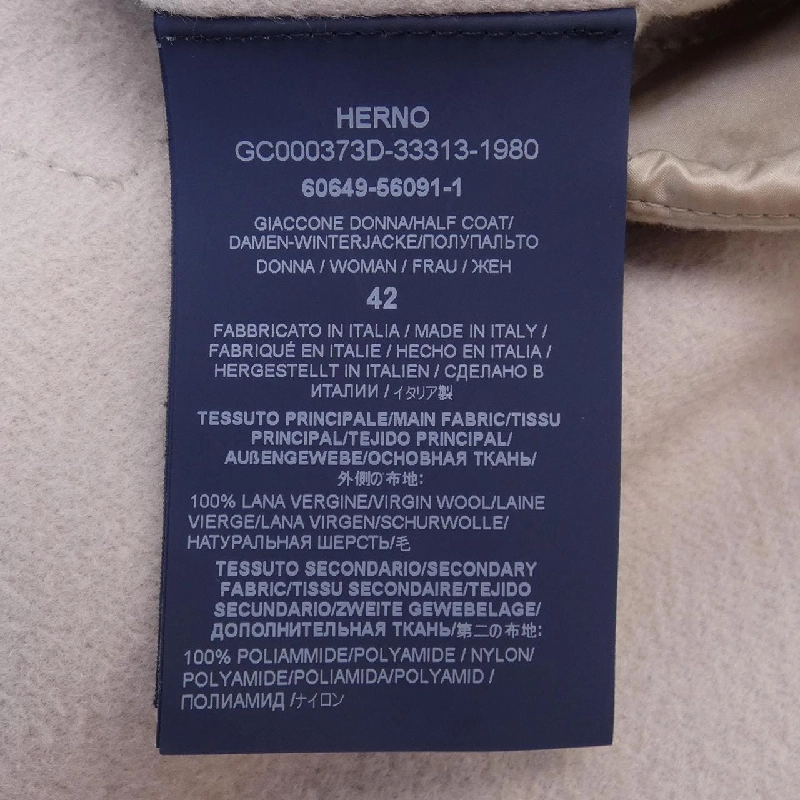 HERNO
GC000373D-33313-1980
60649-56091-1
GIACCONE DONNA/HALF COAT/
DAMEN-WINTERJACKE/ПОЛУПАЛЬТО
DONNA / WOMAN / FRAU / ЖЕН
42
FABBRICATO IN ITALIA / MADE IN ITALY /
FABRIQUÉ EN ITALIE / HECHO EN ITALIA /
HERGESTELLT IN ITALIEN / СДЕЛАНО В
ИТАЛИИ / イタリア製
TESSUTO PRINCIPALE/MAIN FABRIC/TISSU
PRINCIPAL/TEJIDO PRINCIPAL/
AUßENGEWEBE/ОСНОВНАЯ ТКАНЬ/
外側の布地:
100% LANA VERGINE/VIRGIN WOOL/LAINE
VIERGE/LANA VIRGEN/SCHURWOLLE/
НАТУРАЛЬНАЯ ШЕРСТЬ/毛
TESSUTO SECONDARIO/SECONDARY
FABRIC/TISSU SECONDAIRE/TEJIDO
SECUNDARIO/ZWEITE GEWEBELAGE/
ДОПОЛНИТЕЛЬНАЯ ТКАНЬ/第二の布地:
100% POLIAMMIDE/POLYAMIDE / NYLON/
POLYAMIDE/POLIAMIDA/POLYAMID /
ПОЛИАМИД /ナイロン